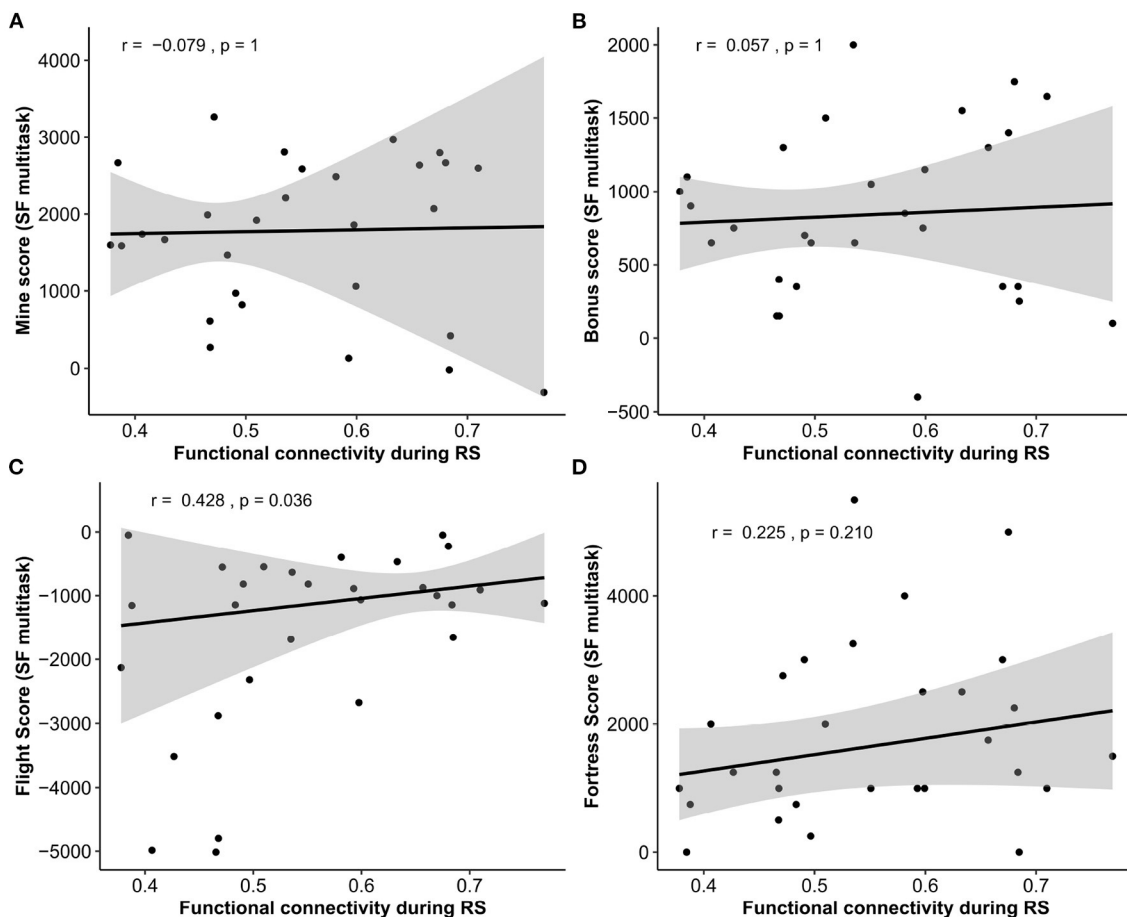 A
r = −0.079 , p = 1
Mine score (SF multitask)
4000
3000
2000
1000
0
0.4 0.5 0.6 0.7
Functional connectivity during RS
B
r = 0.057 , p = 1
Bonus score (SF multitask)
2000
1500
1000
500
0
−500
0.4 0.5 0.6 0.7
Functional connectivity during RS
C
r = 0.428 , p = 0.036
Flight Score (SF multitask)
0
−1000
−2000
−3000
−4000
−5000
0.4 0.5 0.6 0.7
Functional connectivity during RS
D
r = 0.225 , p = 0.210
Fortress Score (SF multitask)
4000
2000
0
0.4 0.5 0.6 0.7
Functional connectivity during RS